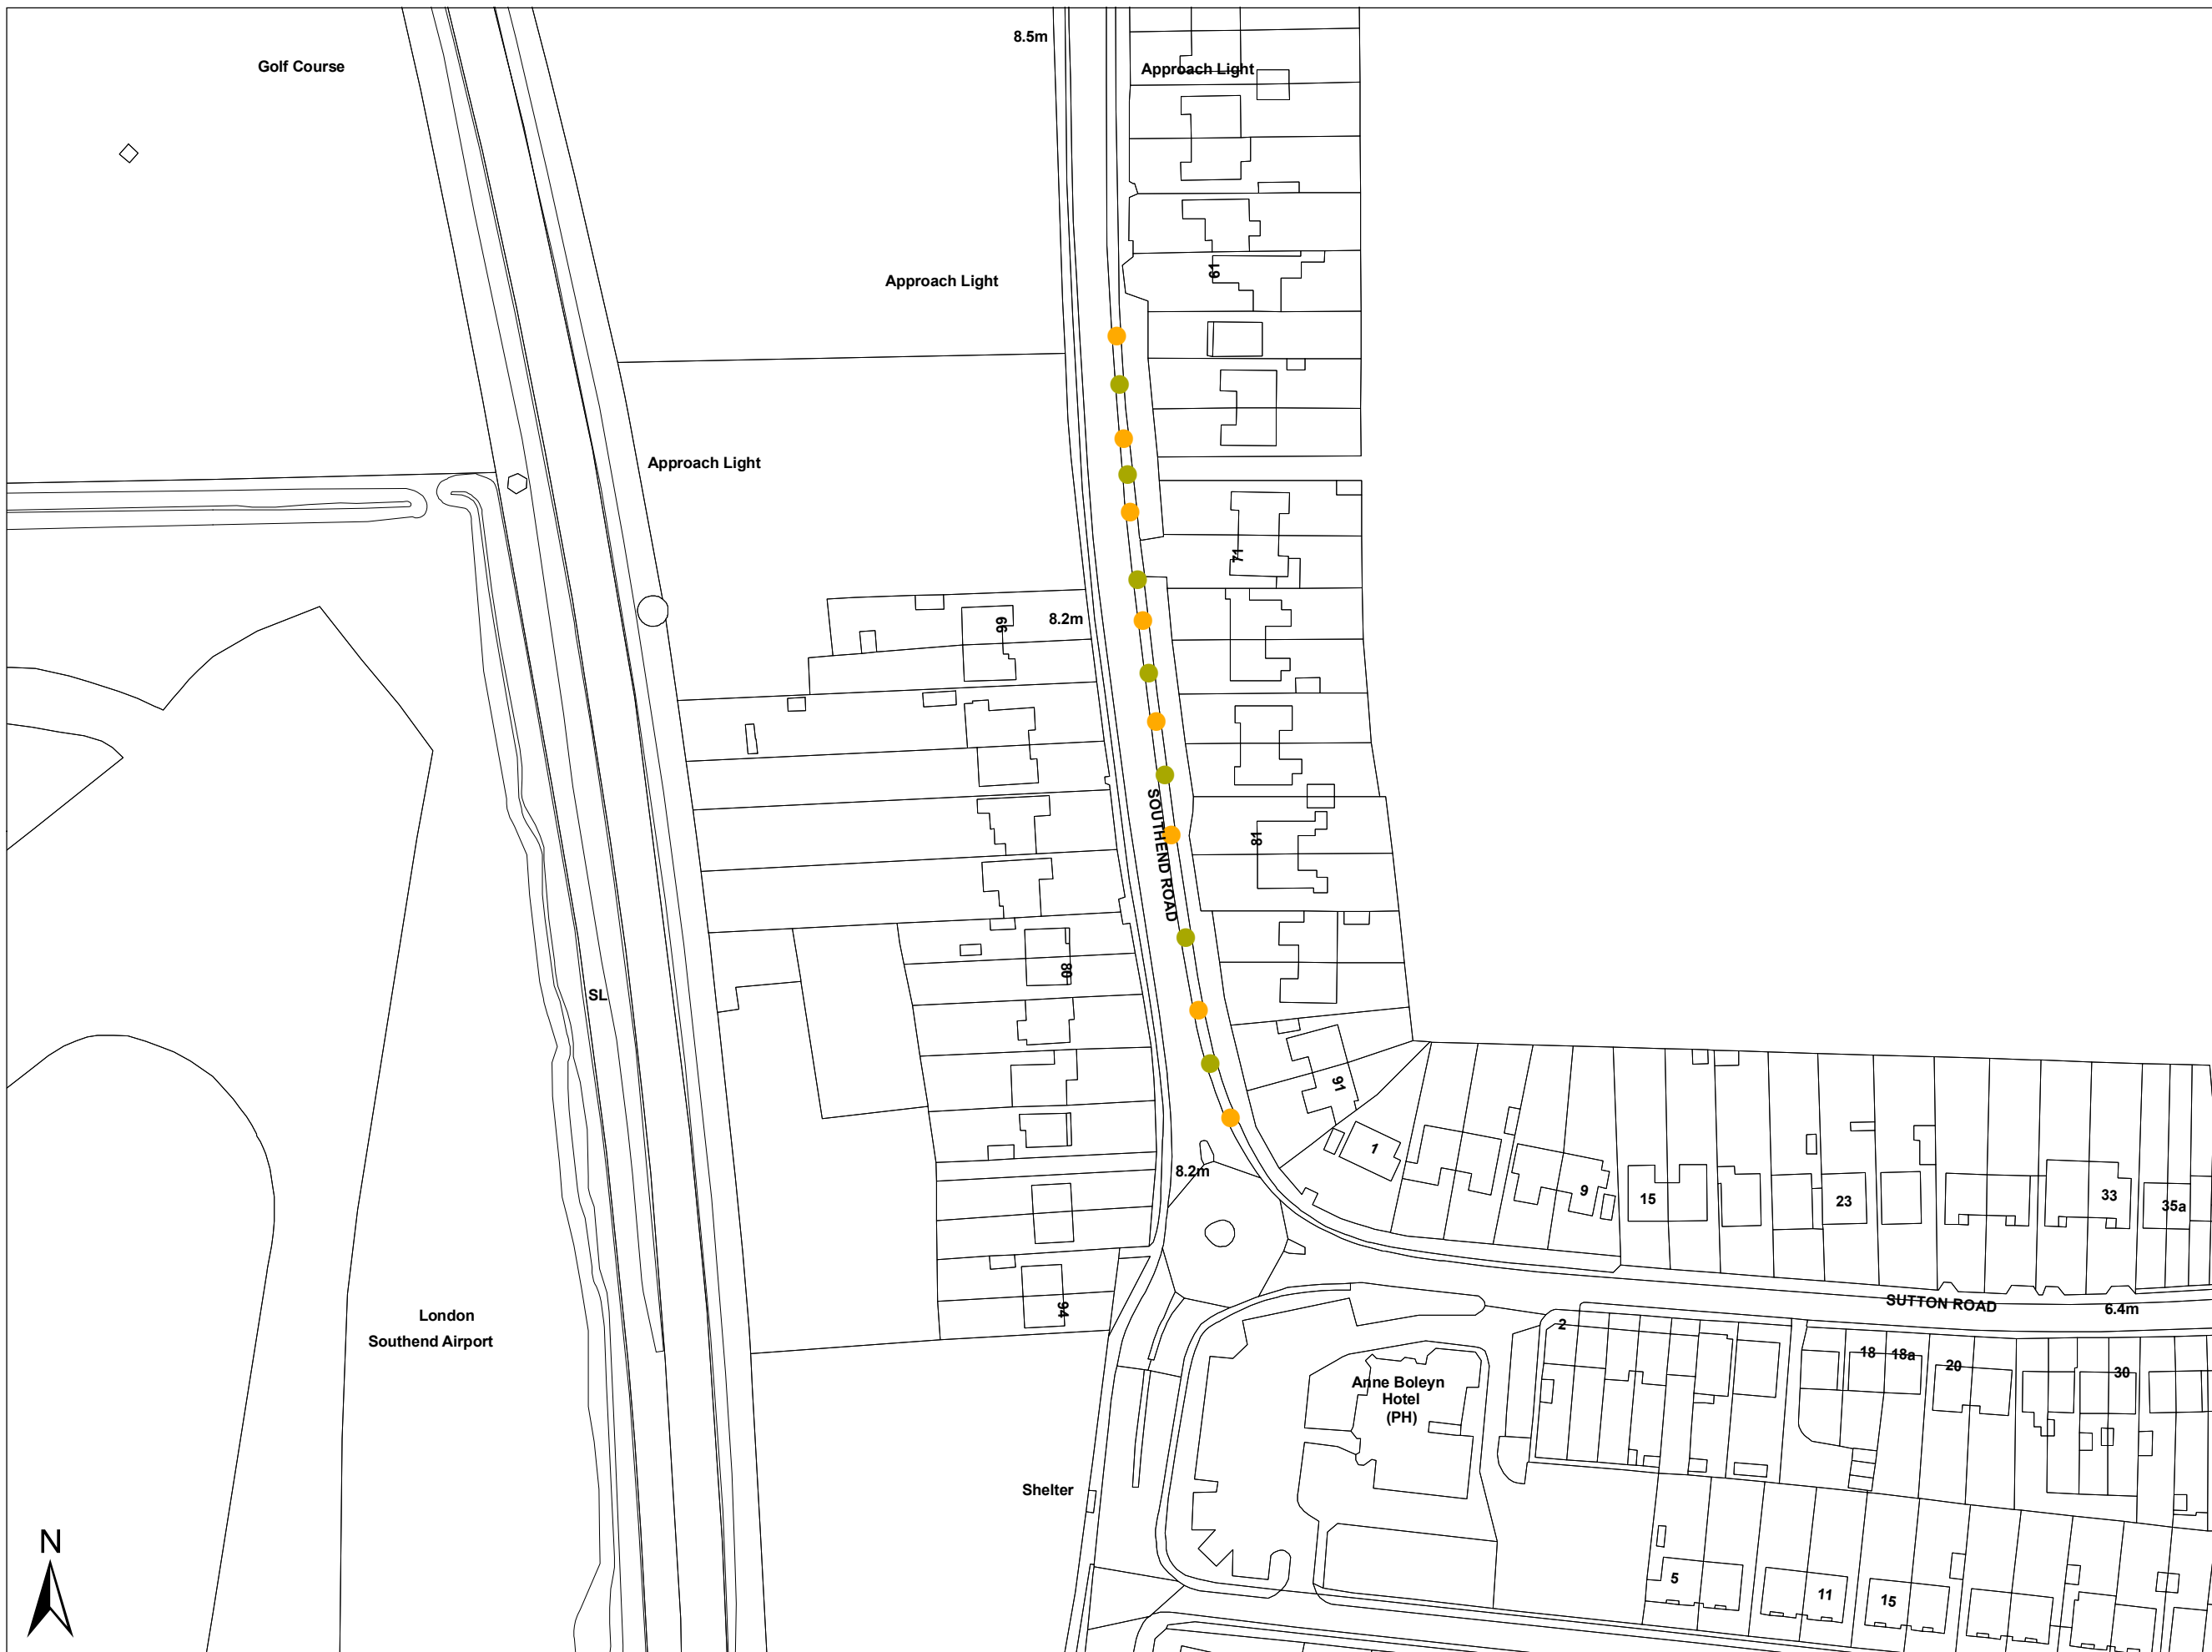 8.5m
Golf Course
Approach Light
61
Approach Light
Approach Light
71
66
8.2m
SOUTHEND ROAD
81
80
SL
91
1
8.2m
9
15
23
33
35a
94
London
Southend Airport
SUTTON ROAD
6.4m
2
18
18a
20
30
Anne Boleyn
Hotel
(PH)
Shelter
N
5
11
15